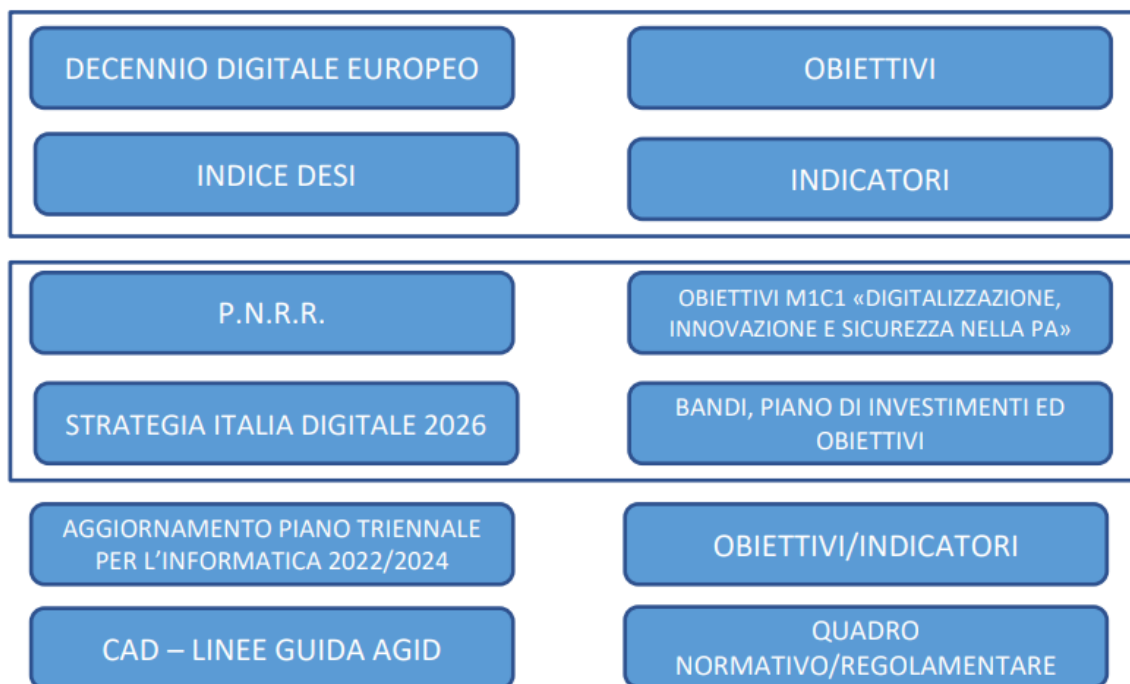 DECENNIO DIGITALE EUROPEO
OBIETTIVI
INDICE DESI
INDICATORI
P.N.R.R.
OBIETTIVI M1C1 «DIGITALIZZAZIONE,
INNOVAZIONE E SICUREZZA NELLA PA»
STRATEGIA ITALIA DIGITALE 2026
BANDI, PIANO DI INVESTIMENTI ED
OBIETTIVI
AGGIORNAMENTO PIANO TRIENNALE
PER L’INFORMATICA 2022/2024
OBIETTIVI/INDICATORI
CAD – LINEE GUIDA AGID
QUADRO
NORMATIVO/REGOLAMENTARE